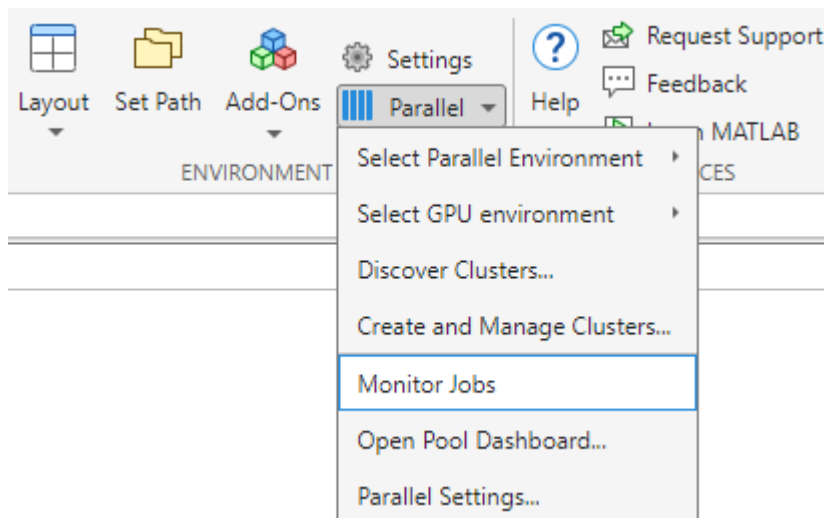 Layout
Set Path
Add-Ons
Settings
Parallel
Help
Request Support
Feedback
MATLAB
ENVIRONMENT
Select Parallel Environment
Select GPU environment
Discover Clusters...
Create and Manage Clusters...
Monitor Jobs
Open Pool Dashboard...
Parallel Settings...